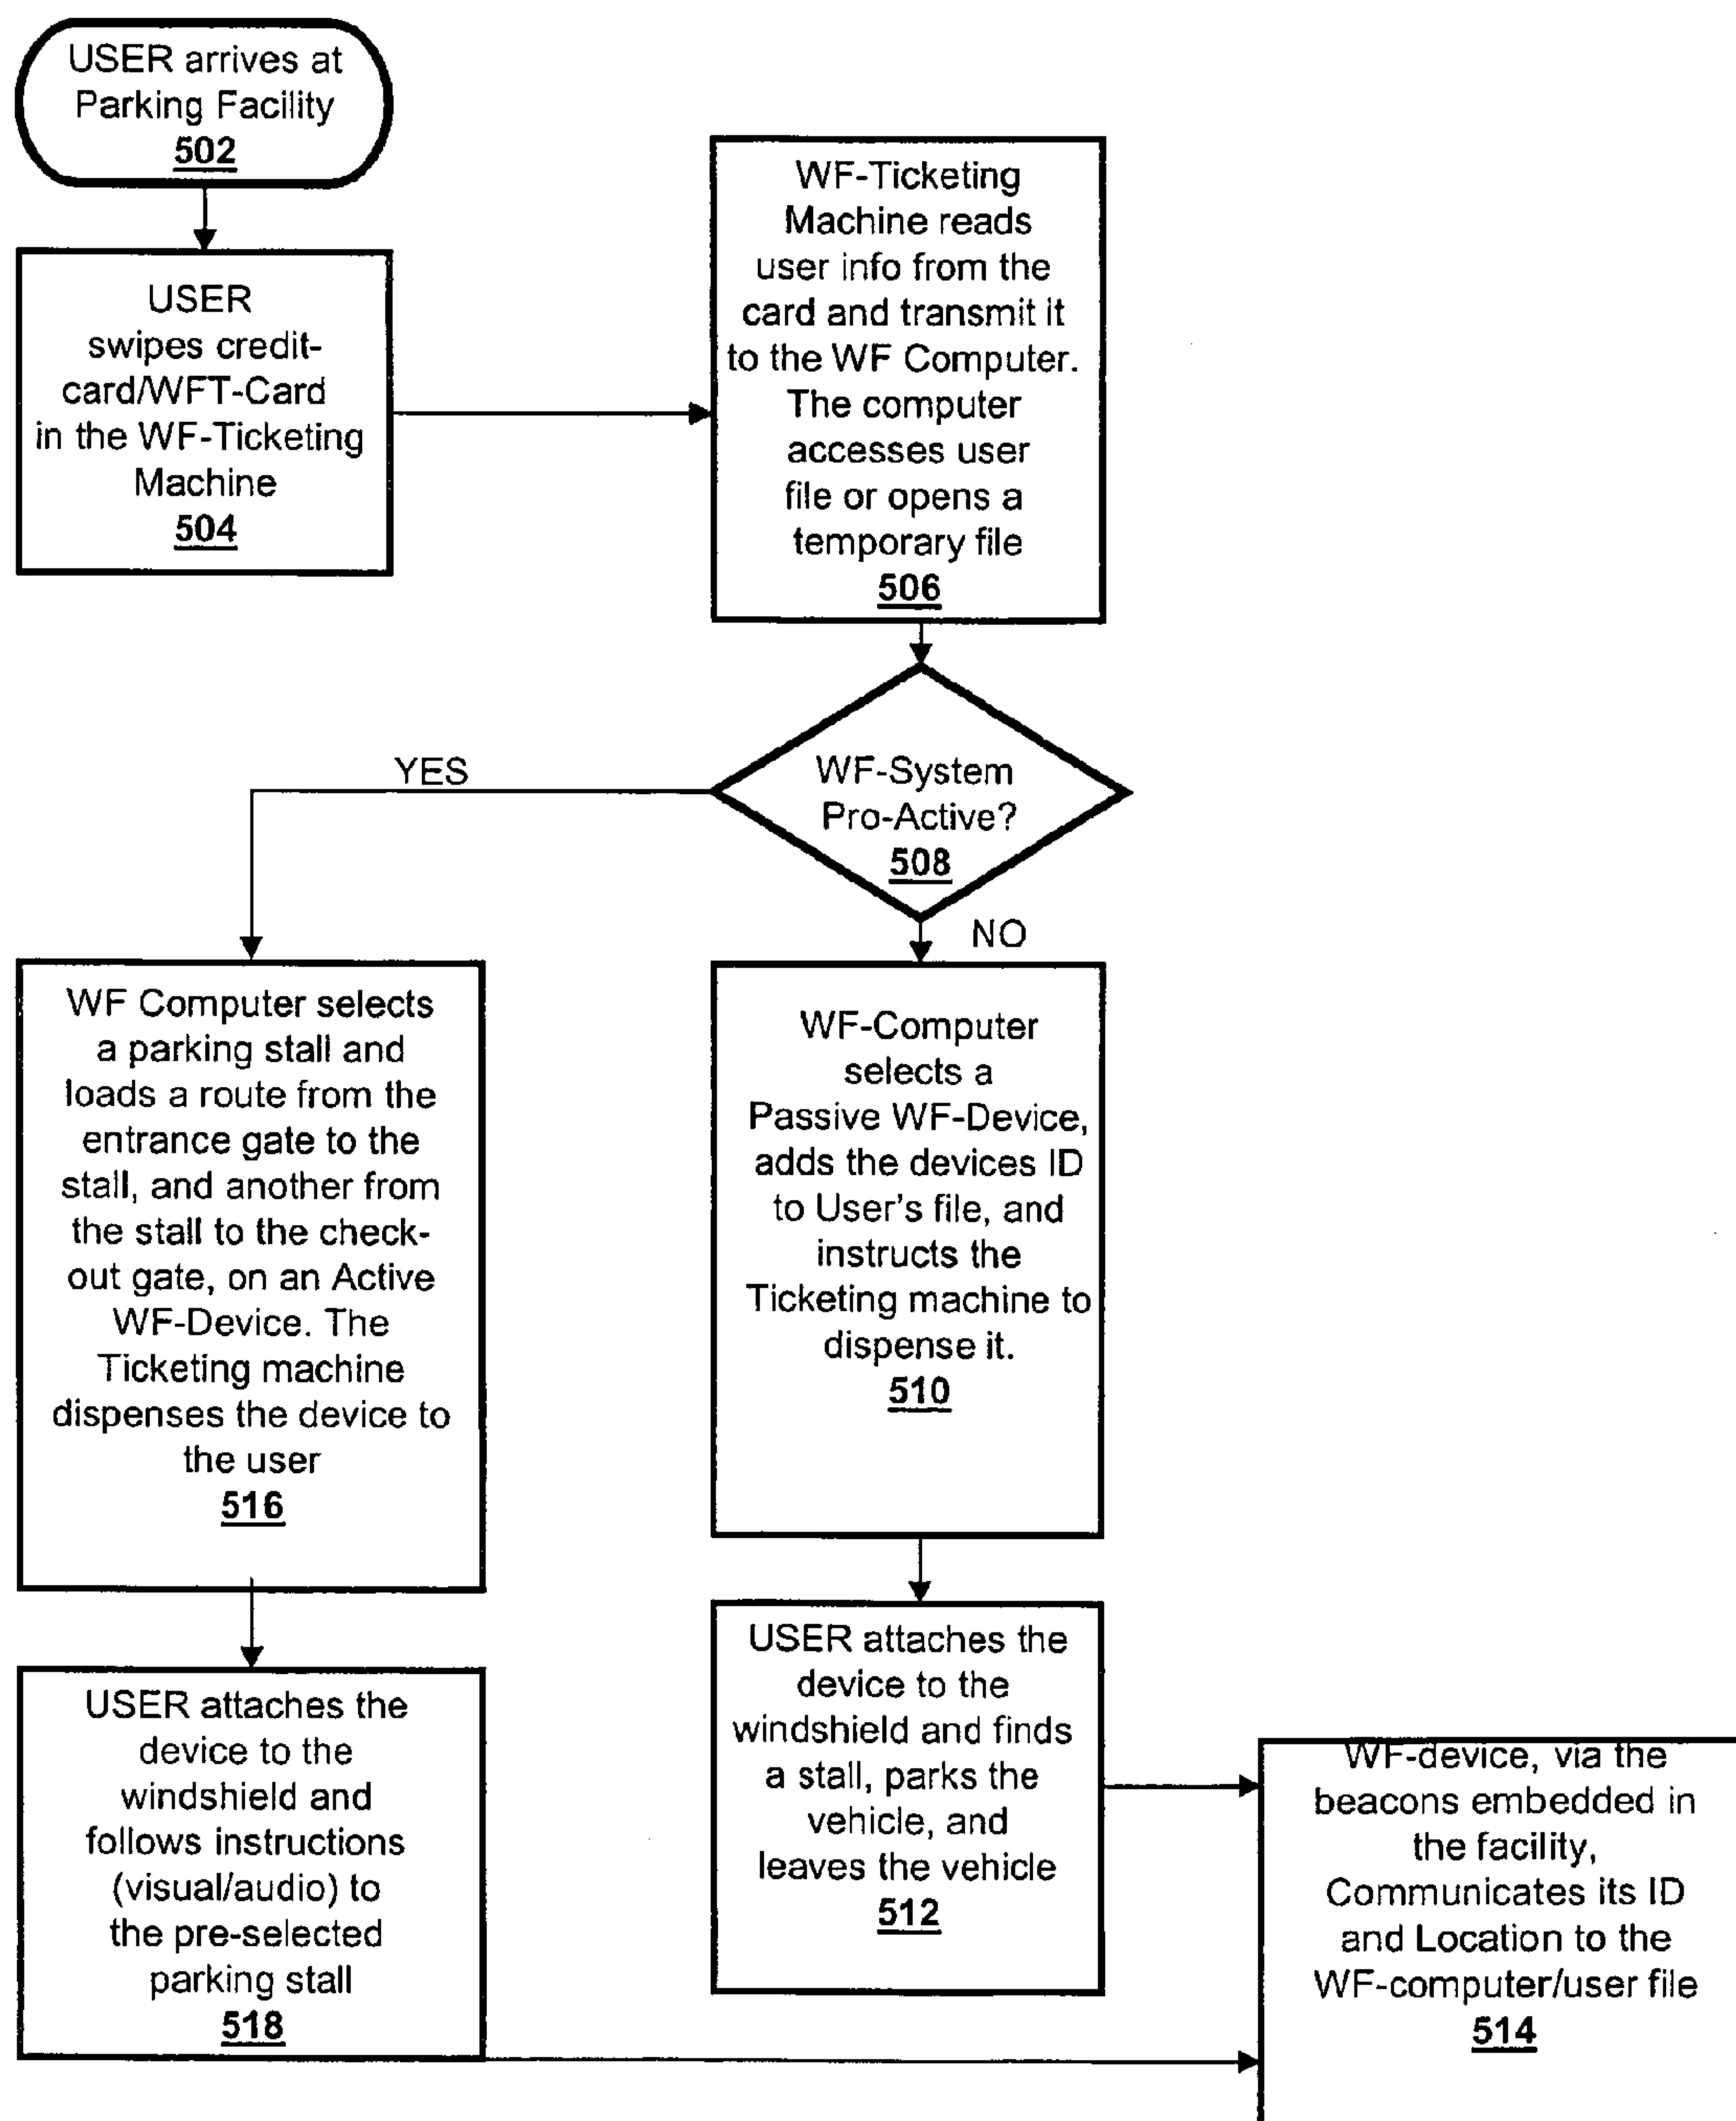 USER arrives at
Parking Facility
502
USER
swipes credit-
card/WFT-Card
in the WF-Ticketing
Machine
504
WF-Ticketing
Machine reads
user info from the
card and transmit it
to the WF Computer.
The computer
accesses user
file or opens a
temporary file
506
WF-System
Pro-Active?
508
YES
NO
WF Computer selects
a parking stall and
loads a route from the
entrance gate to the
stall, and another from
the stall to the check-
out gate, on an Active
WF-Device. The
Ticketing machine
dispenses the device to
the user
516
WF-Computer
selects a
Passive WF-Device,
adds the devices ID
to User's file, and
instructs the
Ticketing machine to
dispense it.
510
USER attaches the
device to the
windshield and
follows instructions
(visual/audio) to
the pre-selected
parking stall
518
USER attaches the
device to the
windshield and finds
a stall, parks the
vehicle, and
leaves the vehicle
512
WF-device, via the
beacons embedded in
the facility,
Communicates its ID
and Location to the
WF-computer/user file
514